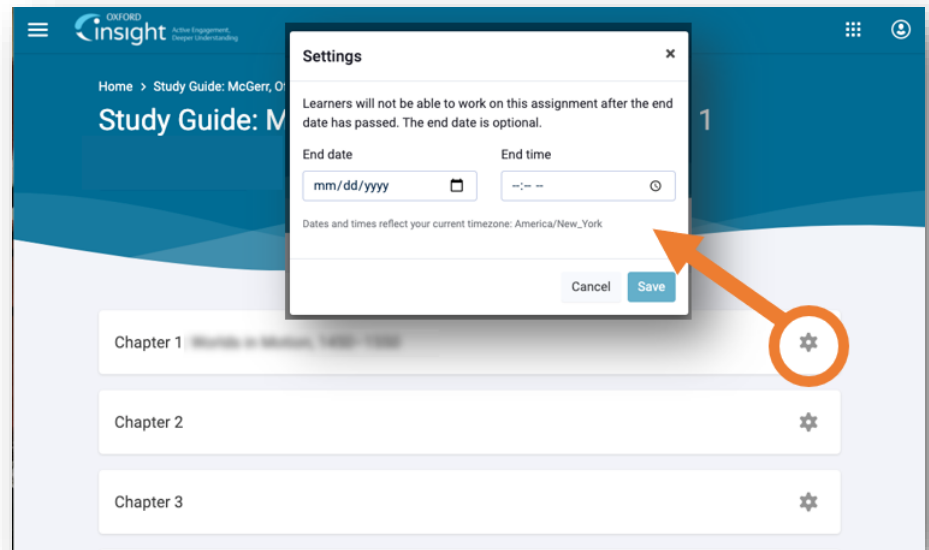 OXFORD
insight Active Engagement,
Deeper Understanding
Home > Study Guide: McGerr, O
Study Guide: M 1
Settings ×
Learners will not be able to work on this assignment after the end
date has passed. The end date is optional.
End date End time
mm/dd/yyyy --:-- --
Dates and times reflect your current timezone: America/New_York
Cancel Save
Chapter 1
Chapter 2
Chapter 3